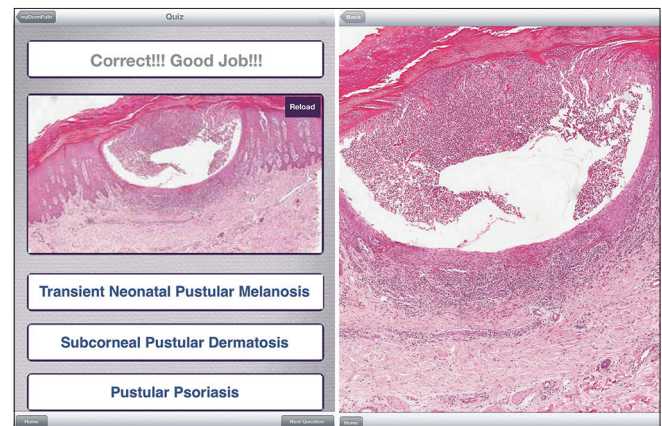 myDermPath
Quiz
Correct!!! Good Job!!!
Reload
Transient Neonatal Pustular Melanosis
Subcorneal Pustular Dermatosis
Pustular Psoriasis
Home
Next Question
Back
Home